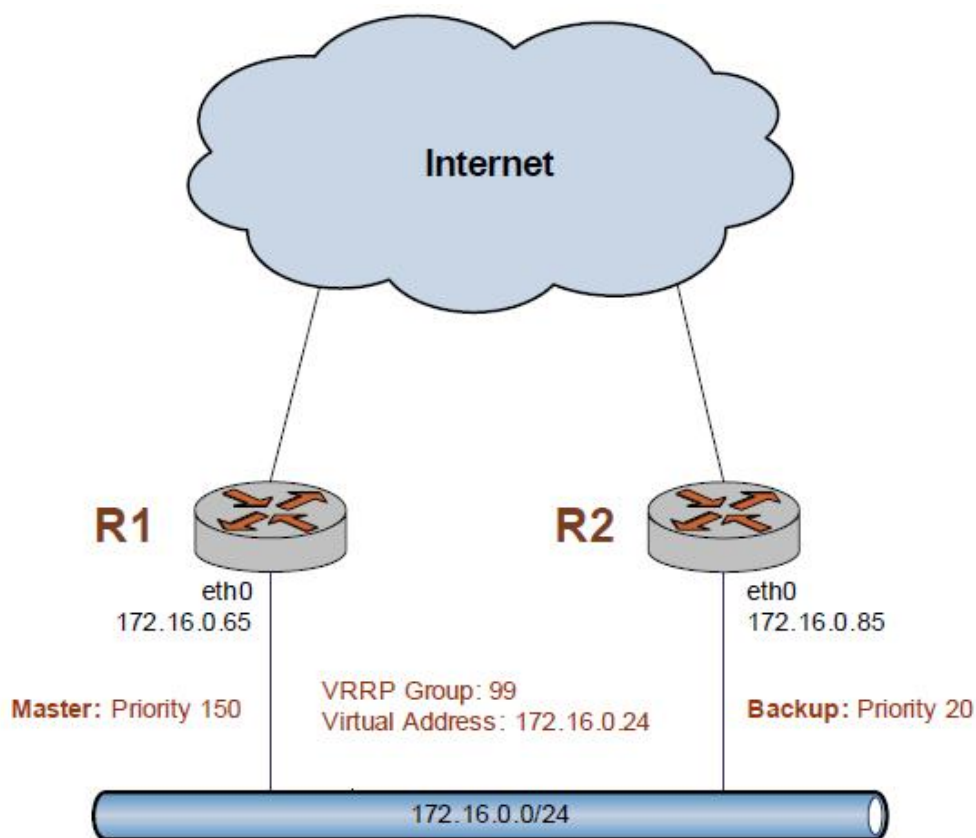 Internet
R1
R2
eth0
172.16.0.65
eth0
172.16.0.85
Master: Priority 150
VRRP Group: 99
Virtual Address: 172.16.0.24
Backup: Priority 20
172.16.0.0/24